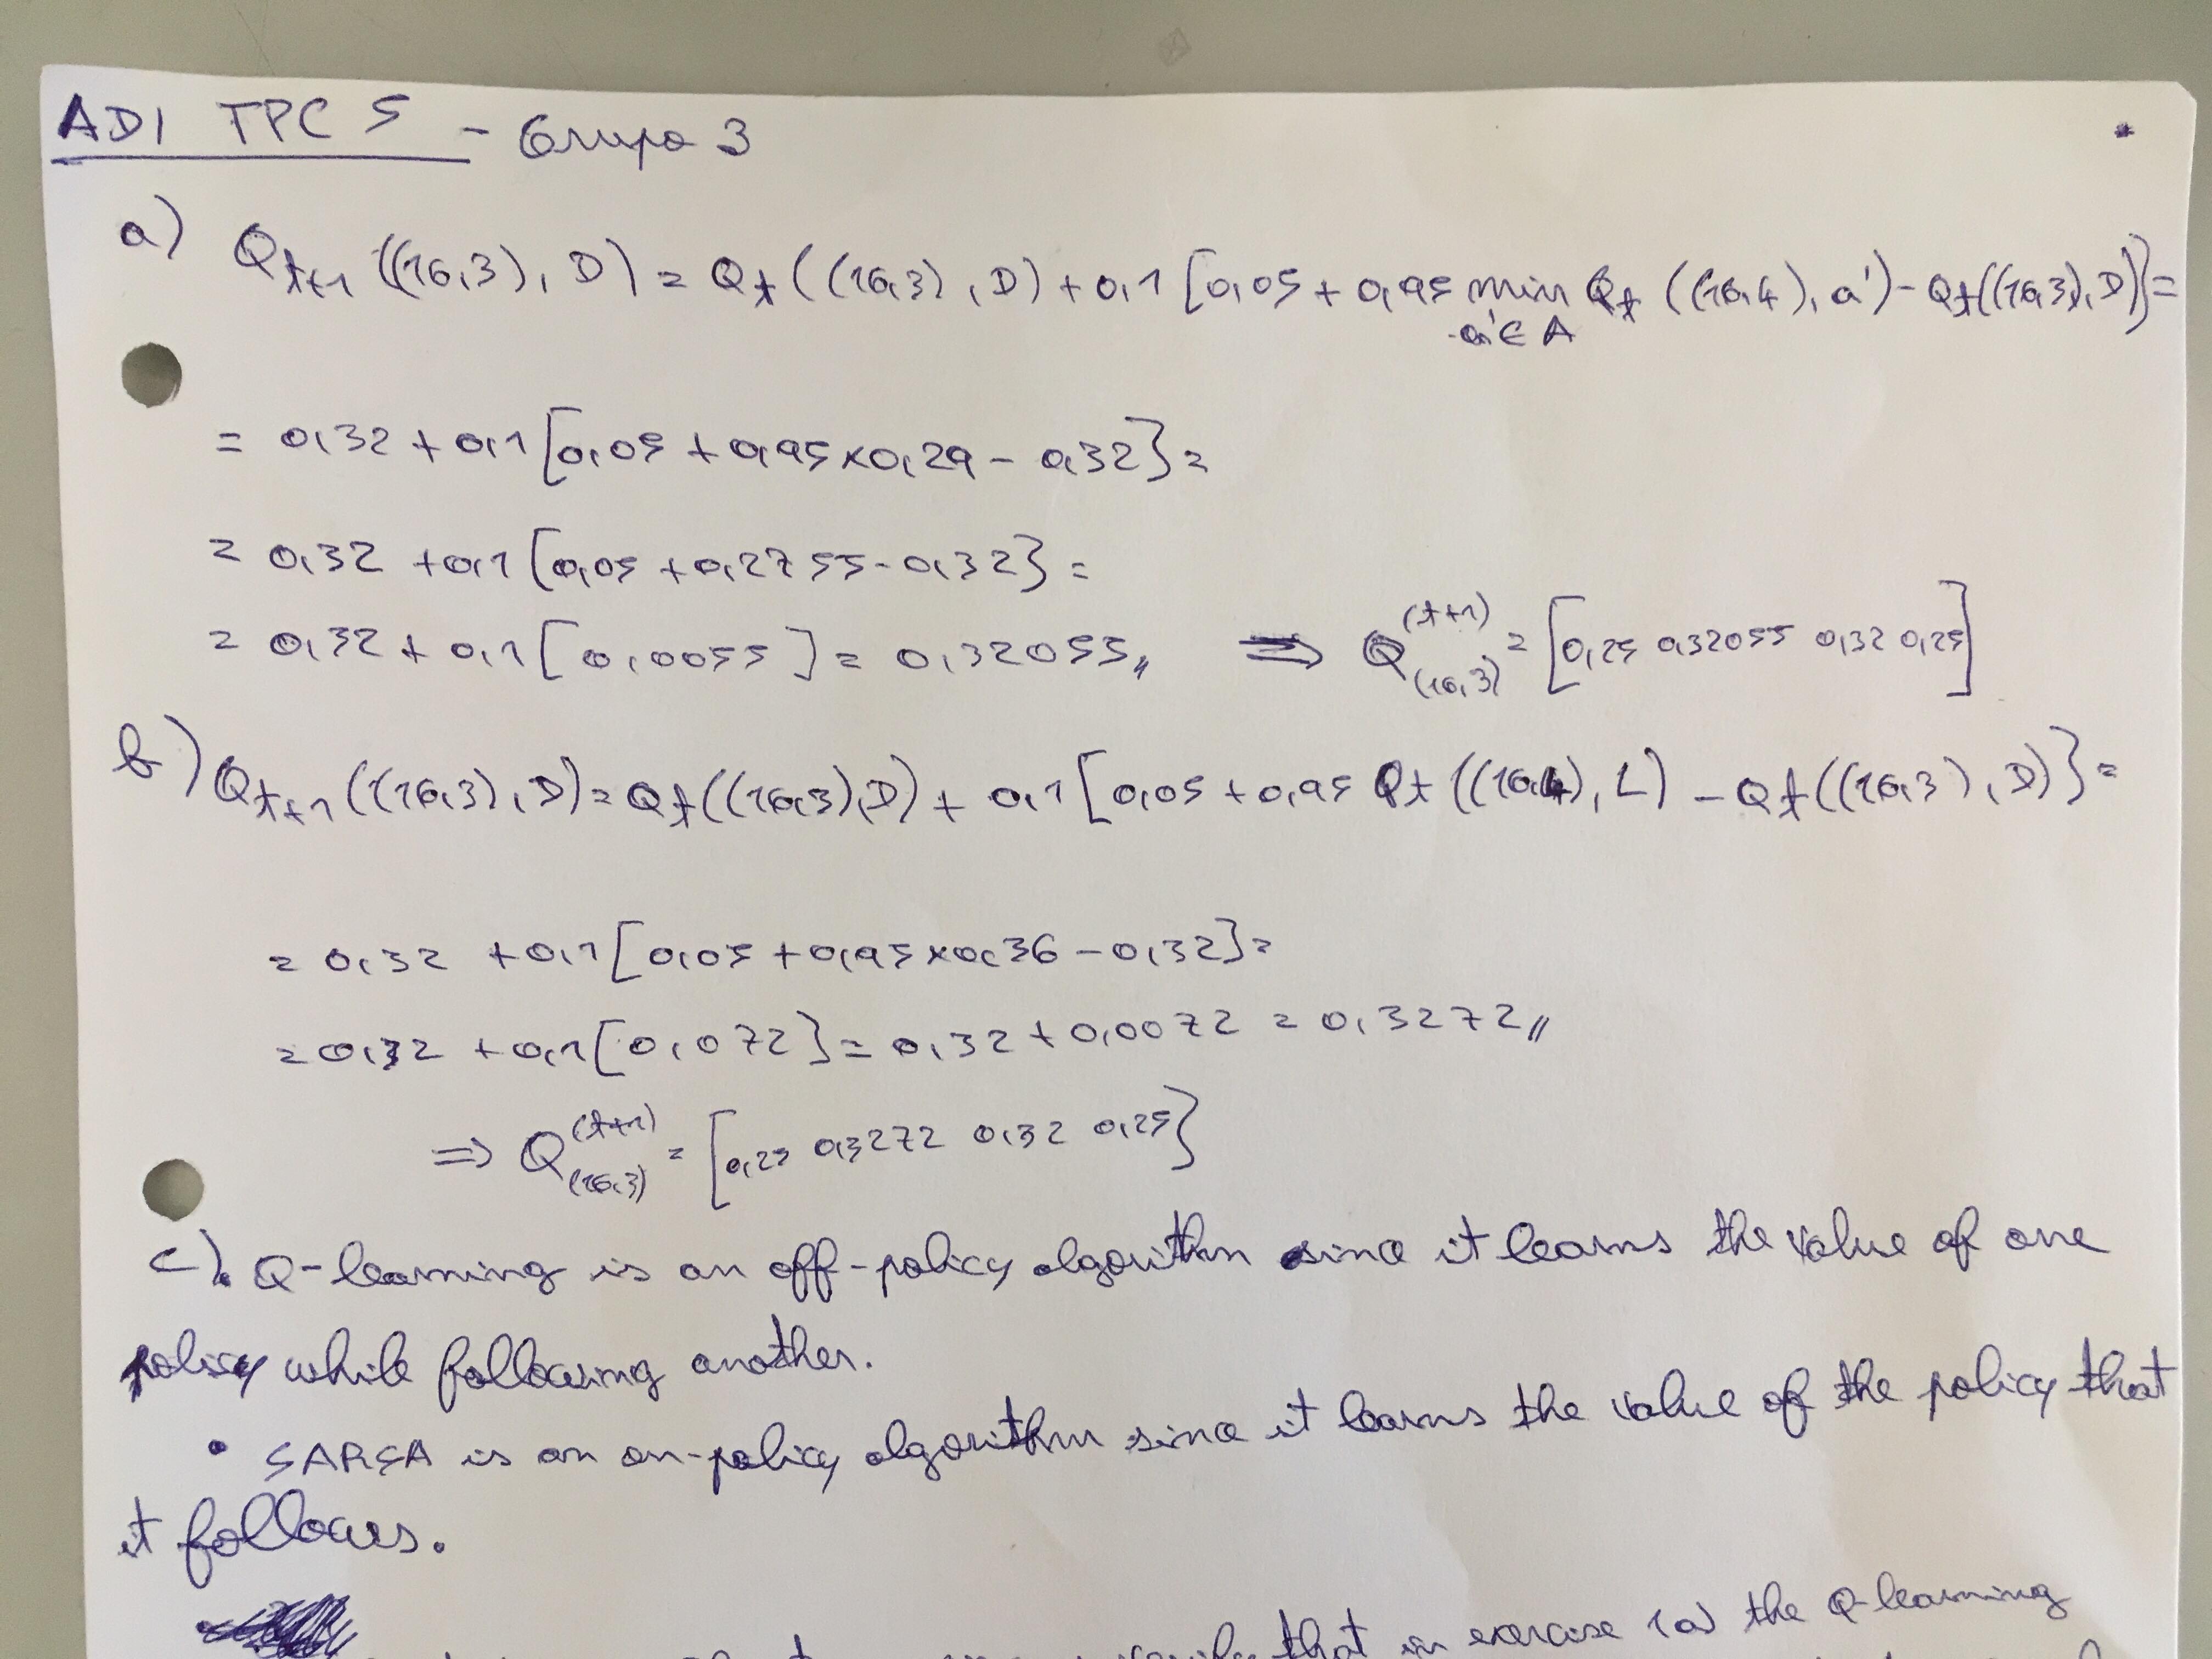 ADI TPC 5 - Grupo 3
a) Q_{t+1} ((16,3), D) = Q_t ((16,3), D) + 0,1 [0,05 + 0,95 min_{a'∈A} Q_t ((16,4), a') - Q_t((16,3), D)] =
= 0,32 + 0,1 [0,05 + 0,95 × 0,29 - 0,32] =
= 0,32 + 0,1 [0,05 + 0,2755 - 0,32] =
= 0,32 + 0,1 [0,0055] = 0,32055,, ⇒ Q_{(16,3)}^{(t+1)} = [0,25 0,32055 0,32 0,25]
b) Q_{t+1} ((16,3), D) = Q_t((16,3), D) + 0,1 [0,05 + 0,95 Q_t ((16,4), L) - Q_t((16,3), D)] =
= 0,32 + 0,1 [0,05 + 0,95 × 0,36 - 0,32] =
= 0,32 + 0,1 [0,072] = 0,32 + 0,0072 = 0,3272,,
⇒ Q_{(16,3)}^{(t+1)} = [0,25 0,3272 0,32 0,25]
c). Q-learning is an off-policy algorithm since it learns the value of one
policy while following another.
• SARSA is an on-policy algorithm since it learns the value of the policy that
it follows.
that in exercise (a) the Q-learning